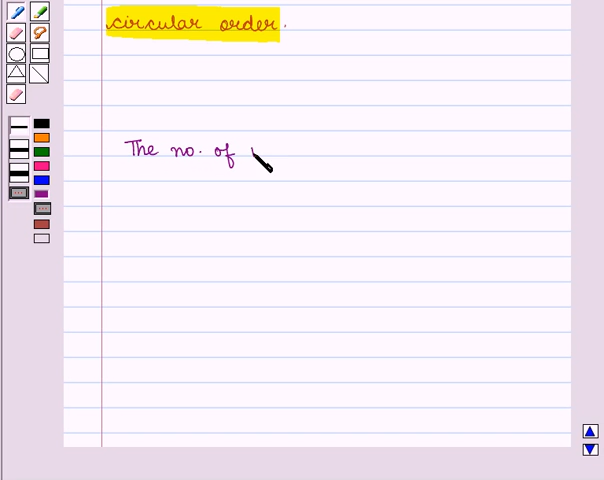 circular order.
The no. of